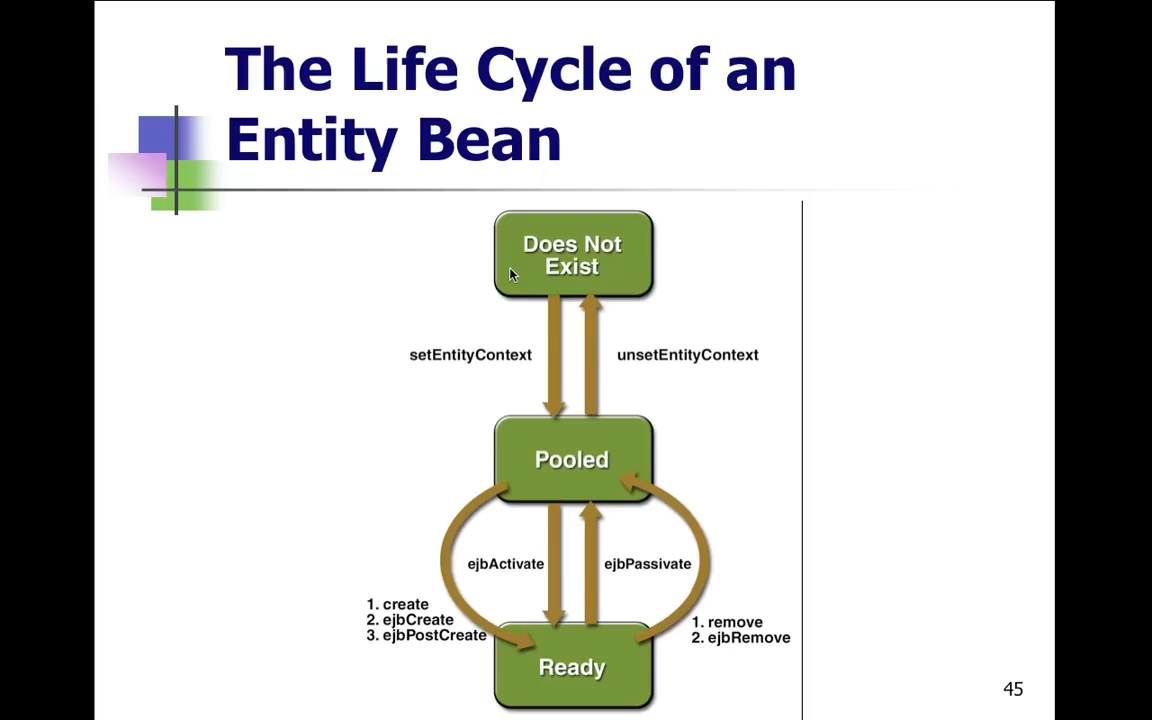 The Life Cycle of an
Entity Bean
Does Not
Exist
setEntityContext
unsetEntityContext
Pooled
ejbActivate
ejbPassivate
1. create
2. ejbCreate
3. ejbPostCreate
1. remove
2. ejbRemove
Ready
45